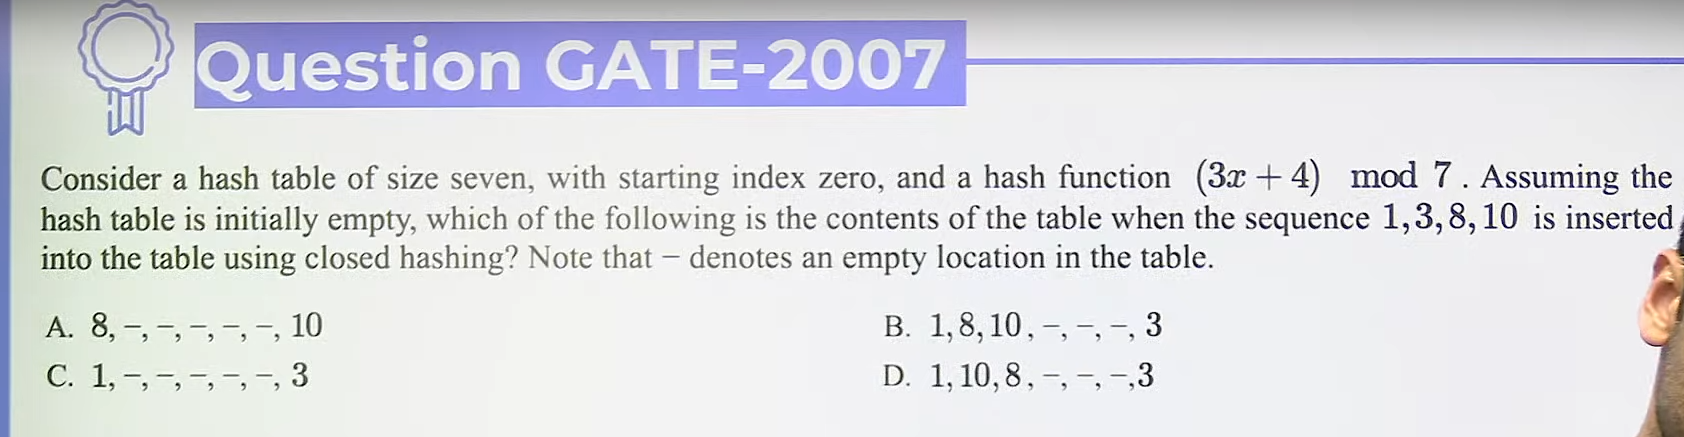 Question GATE-2007
Consider a hash table of size seven, with starting index zero, and a hash function (3x + 4) mod 7. Assuming the
hash table is initially empty, which of the following is the contents of the table when the sequence 1, 3, 8, 10 is inserted
into the table using closed hashing? Note that − denotes an empty location in the table.
A. 8, −, −, −, −, −, 10
B. 1, 8, 10, −, −, −, 3
C. 1, −, −, −, −, −, 3
D. 1, 10, 8, −, −, −, 3